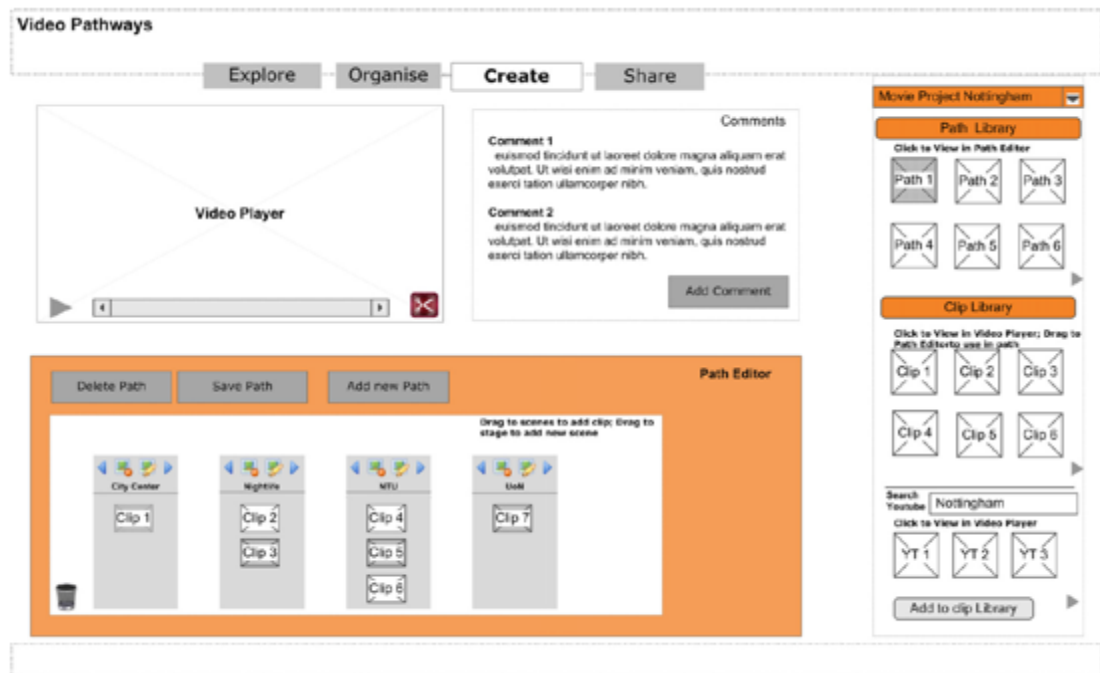 Video Pathways
Explore
Organise
Create
Share
Video Player
Comments
Comment 1
euismod tincidunt ut laoreet dolore magna aliquam erat
volutpat. Ut wisi enim ad minim veniam, quis nostrud
exerci tation ullamcorper nibh.
Comment 2
euismod tincidunt ut laoreet dolore magna aliquam erat
volutpat. Ut wisi enim ad minim veniam, quis nostrud
exerci tation ullamcorper nibh.
Add Comment
Movie Project Nottingham
Path Library
Click to View in Path Editor
Path 1
Path 2
Path 3
Path 4
Path 5
Path 6
Clip Library
Click to View in Video Player; Drag to
Path Editorto use in path
Clip 1
Clip 2
Clip 3
Clip 4
Clip 5
Clip 6
Search
Youtube
Nottingham
Click to View in Video Player
YT 1
YT 2
YT 3
Add to clip Library
Delete Path
Save Path
Add new Path
Path Editor
Drag to scenes to add clip; Drag to
stage to add new scene
City Center
Clip 1
Nightlife
Clip 2
Clip 3
NTU
Clip 4
Clip 5
Clip 6
UoN
Clip 7